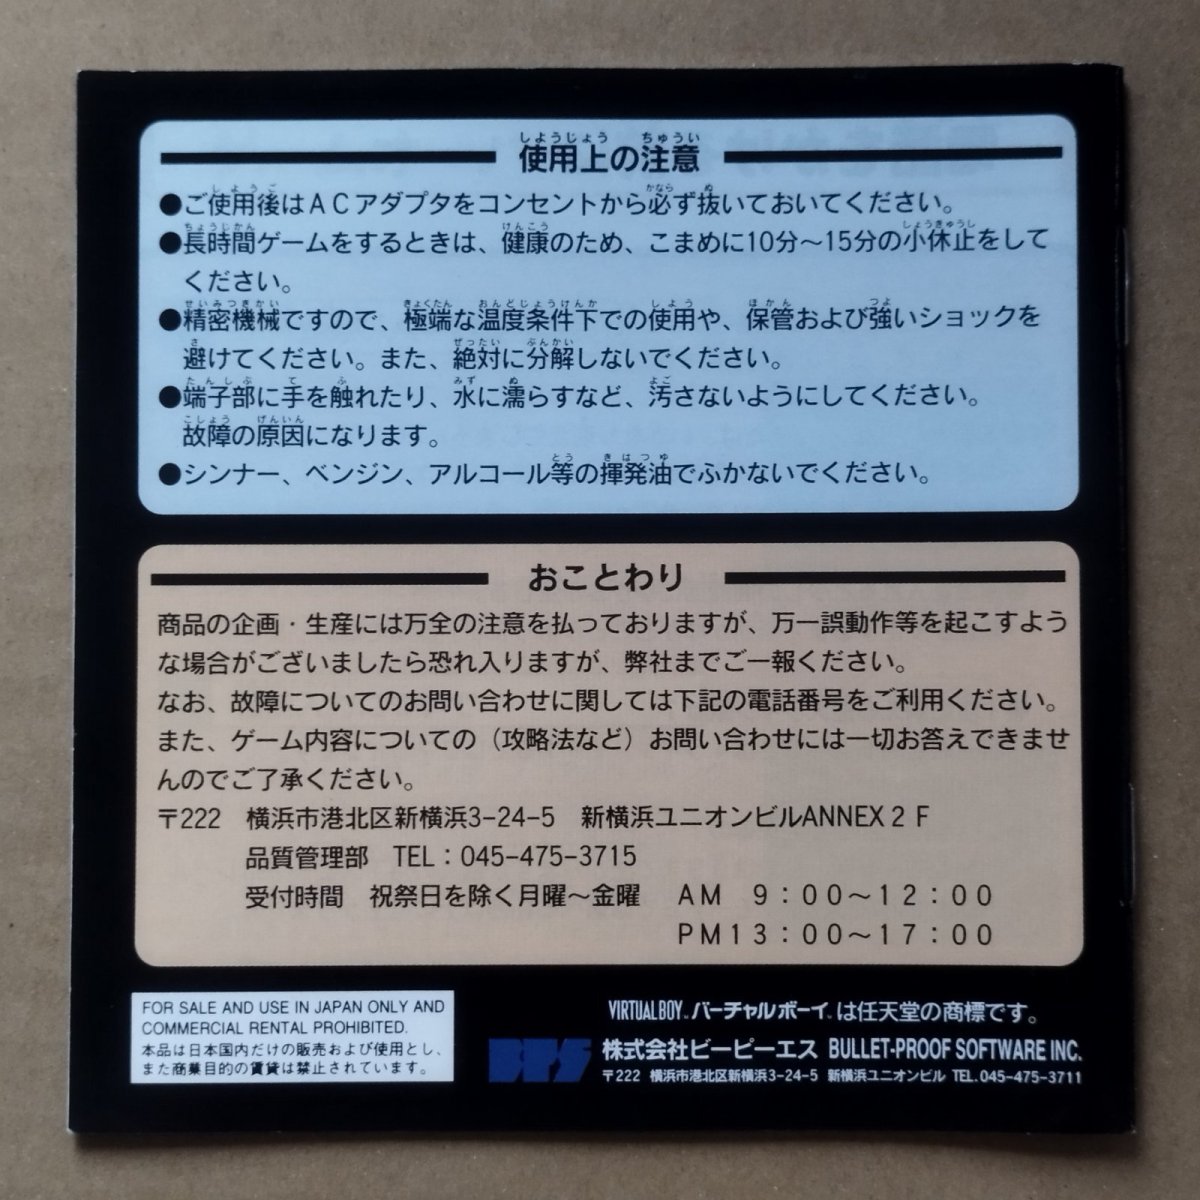 使用上の注意
●ご使用後はＡＣアダプタをコンセントから必ず抜いておいてください。
●長時間ゲームをするときは、健康のため、こまめに10分～15分の小休止をして
ください。
●精密機械ですので、極端な温度条件下での使用や、保管および強いショックを
避けてください。また、絶対に分解しないでください。
●端子部に手を触れたり、水に濡らすなど、汚さないようにしてください。
故障の原因になります。
●シンナー、ベンジン、アルコール等の揮発油でふかないでください。
おことわり
商品の企画・生産には万全の注意を払っておりますが、万一誤動作等を起こすよう
な場合がございましたら恐れ入りますが、弊社までご一報ください。
なお、故障についてのお問い合わせに関しては下記の電話番号をご利用ください。
また、ゲーム内容についての（攻略法など）お問い合わせには一切お答えできませ
んのでご了承ください。
〒222　横浜市港北区新横浜3-24-5　新横浜ユニオンビルANNEX２Ｆ
品質管理部　TEL：045-475-3715
受付時間　祝祭日を除く月曜～金曜　ＡＭ　９：００～１２：００
ＰＭ１３：００～１７：００
FOR SALE AND USE IN JAPAN ONLY AND
COMMERCIAL RENTAL PROHIBITED.
本品は日本国内だけの販売および使用とし、
また商業目的の賃貸は禁止されています。
VIRTUAL BOY™ バーチャルボーイ™は任天堂の商標です。
BPS 株式会社ビーピーエス BULLET-PROOF SOFTWARE INC.
〒222 横浜市港北区新横浜3-24-5 新横浜ユニオンビル TEL.045-475-3711